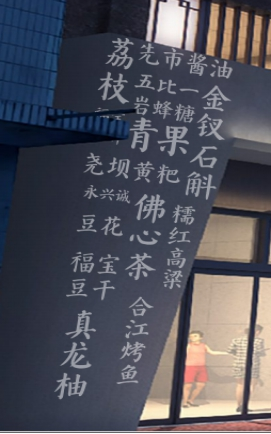 荔枝
先市酱油
五比一
岩蜂糖
金钗石斛
青果
尧坝黄粑
永兴诚
豆花
佛心茶
糯红高粱
福宝豆干
合江烤鱼
真龙柚